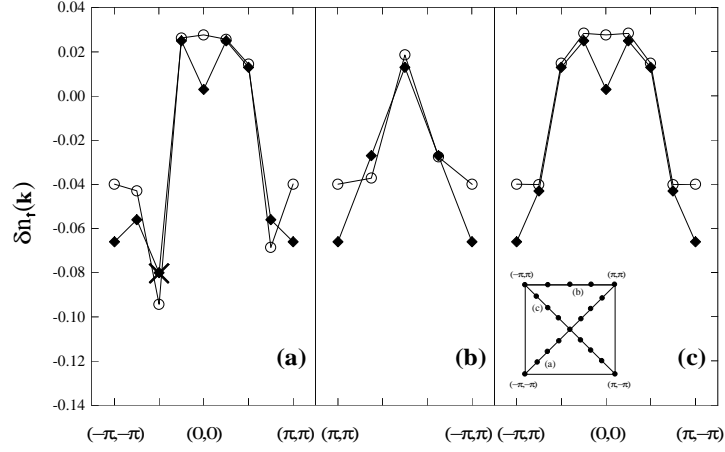 0.04
0.02
0.00
-0.02
-0.04
-0.06
-0.08
-0.10
-0.12
-0.14
δn↑(k)
(a)
(b)
(c)
(−π,π)
(π,π)
(b)
(c)
(a)
(−π,−π)
(π,−π)
(−π,−π)
(0,0)
(π,π)
(π,π)
(−π,π)
(−π,π)
(0,0)
(π,−π)